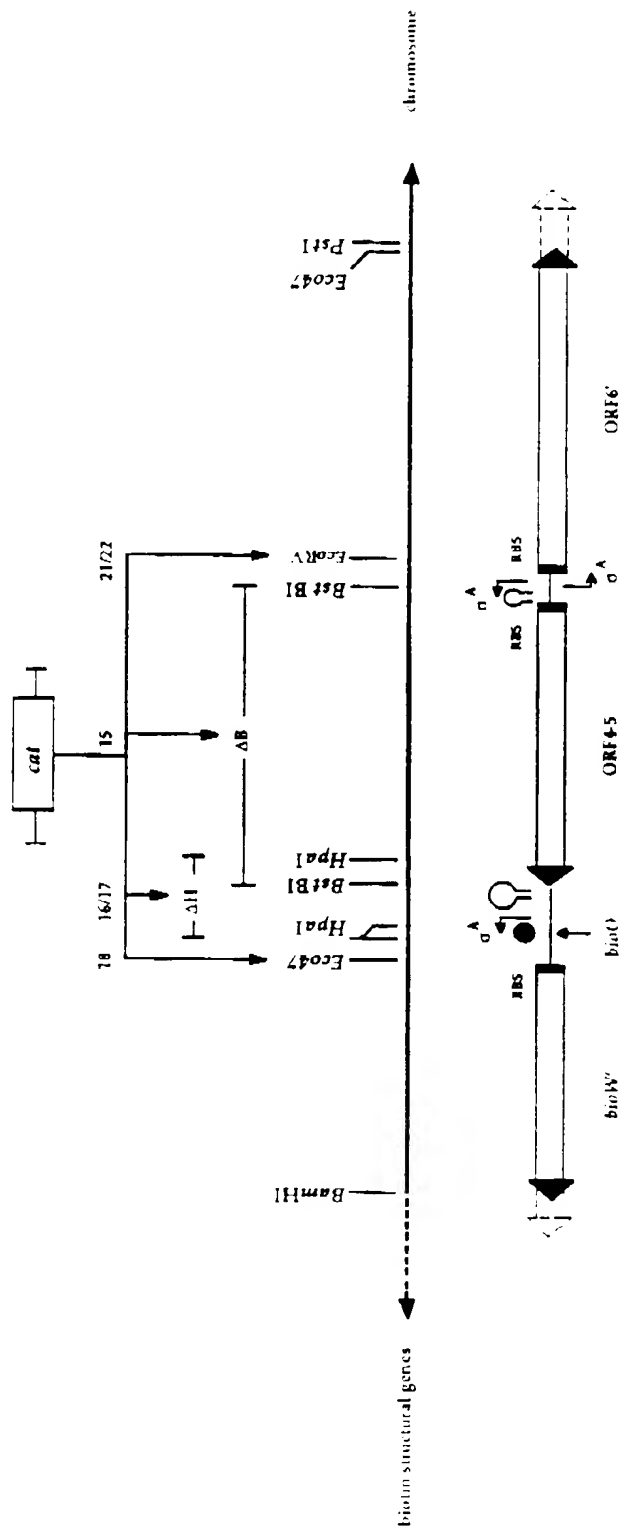 cat
18
16/17
15
21/22
ΔH
ΔB
BamHI
Eco47
HpaI
BstBI
HpaI
BstBI
EcoRV
Eco47
PstI
biotin structural genes
chromosome
RBS
σA
RBS
σA
RBS
σA
bioW'
bioO
ORF4-5
ORF6'